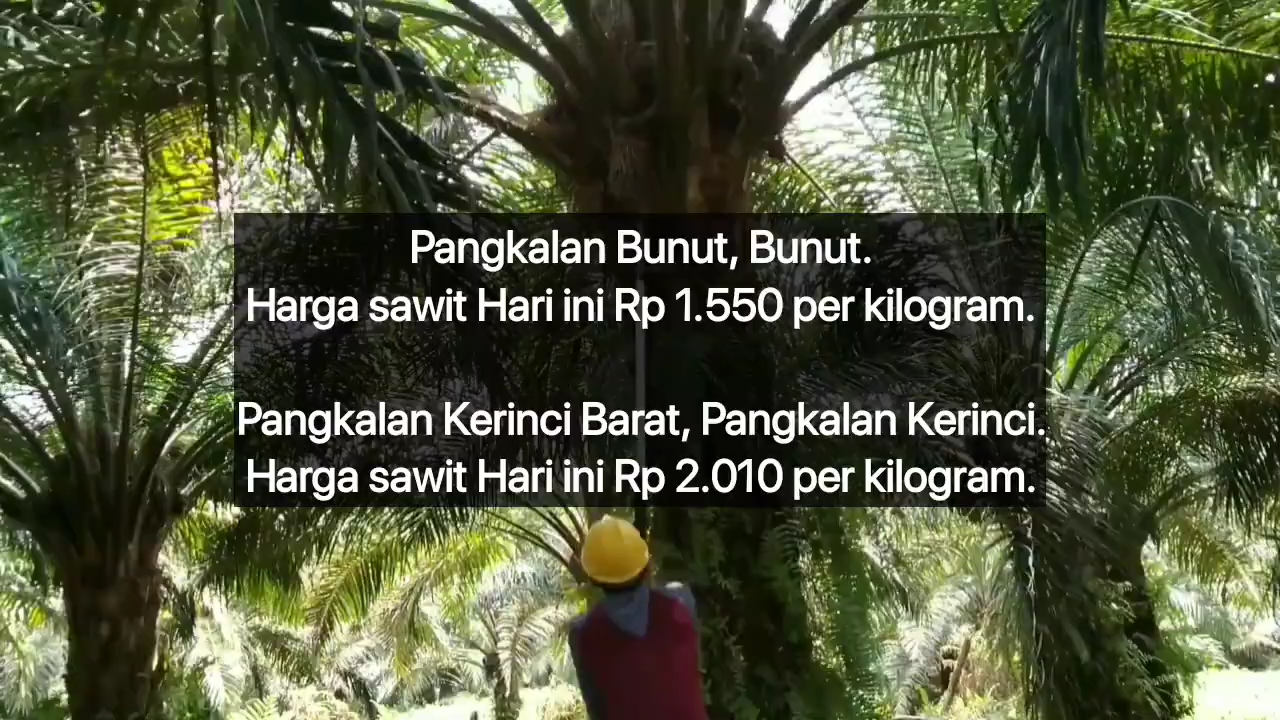 Pangkalan Bunut, Bunut.
Harga sawit Hari ini Rp 1.550 per kilogram.
Pangkalan Kerinci Barat, Pangkalan Kerinci.
Harga sawit Hari ini Rp 2.010 per kilogram.